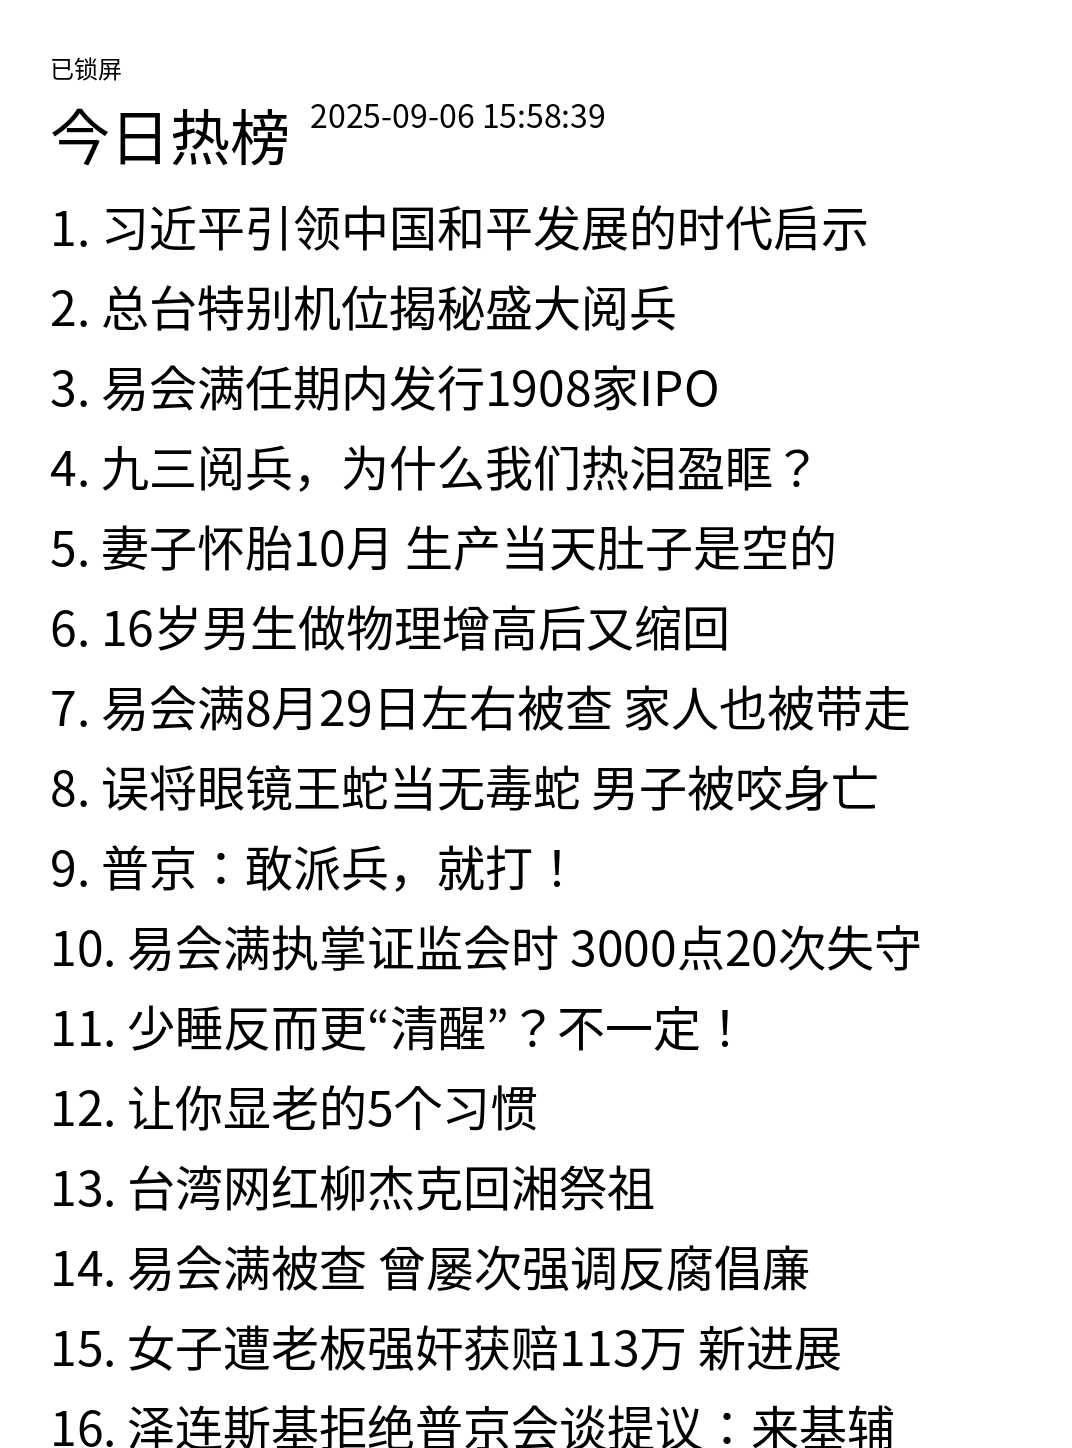 已锁屏
今日热榜 2025-09-06 15:58:39
1. 习近平引领中国和平发展的时代启示
2. 总台特别机位揭秘盛大阅兵
3. 易会满任期内发行1908家IPO
4. 九三阅兵，为什么我们热泪盈眶？
5. 妻子怀胎10月 生产当天肚子是空的
6. 16岁男生做物理增高后又缩回
7. 易会满8月29日左右被查 家人也被带走
8. 误将眼镜王蛇当无毒蛇 男子被咬身亡
9. 普京：敢派兵，就打！
10. 易会满执掌证监会时 3000点20次失守
11. 少睡反而更“清醒”？不一定！
12. 让你显老的5个习惯
13. 台湾网红柳杰克回湘祭祖
14. 易会满被查 曾屡次强调反腐倡廉
15. 女子遭老板强奸获赔113万 新进展
16. 泽连斯基拒绝普京会谈提议：来基辅